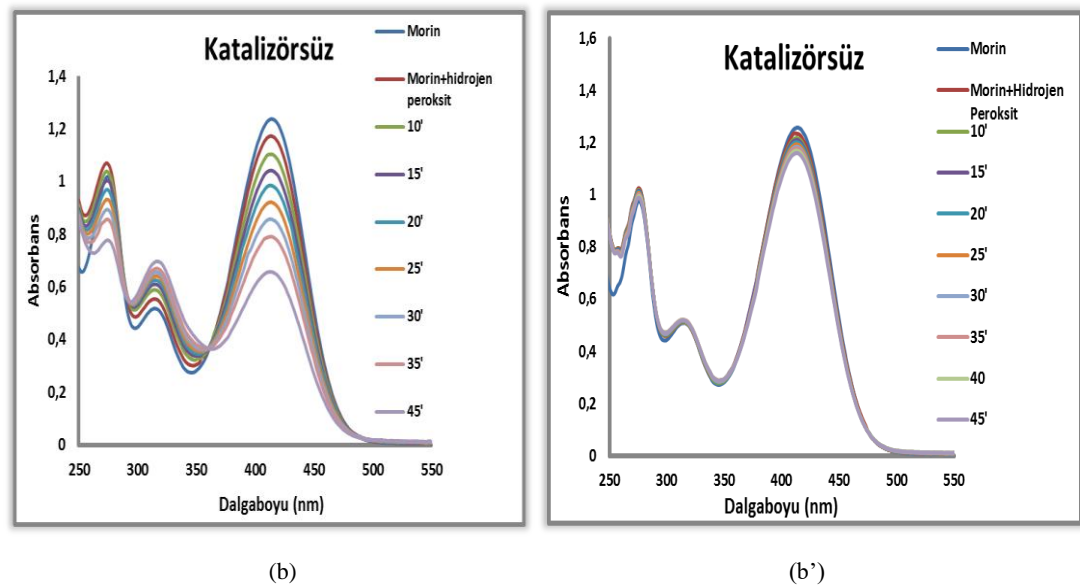 Katalizörsüz
Morin
Morin+hidrojen
peroksit
10'
15'
20'
25'
30'
35'
45'
1,4
1,2
1
0,8
0,6
0,4
0,2
0
Absorbans
250 300 350 400 450 500 550
Dalgaboyu (nm)
(b)
Katalizörsüz
Morin
Morin+Hidrojen
Peroksit
10'
15'
20'
25'
30'
35'
40
45'
1,6
1,4
1,2
1
0,8
0,6
0,4
0,2
0
Absorbans
250 300 350 400 450 500 550
Dalgaboyu (nm)
(b’)